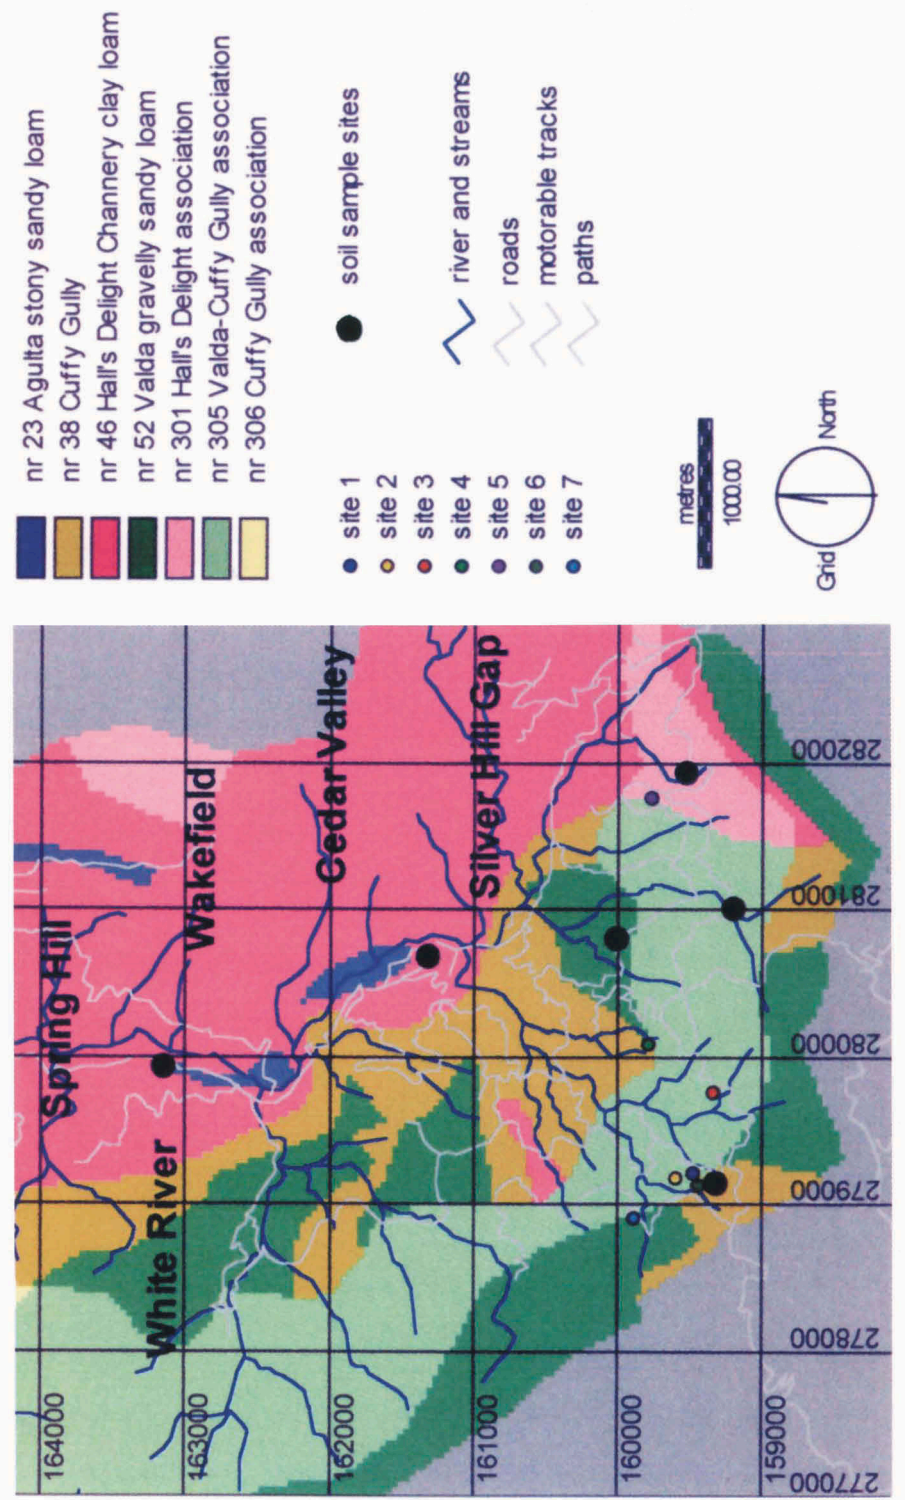 nr 23 Agulta stony sandy loam
nr 38 Cuffy Gully
nr 46 Hall's Delight Channery clay loam
nr 52 Valda gravelly sandy loam
nr 301 Hall's Delight association
nr 305 Valda-Cuffy Gully association
nr 306 Cuffy Gully association
soil sample sites
river and streams
roads
motorable tracks
paths
site 1
site 2
site 3
site 4
site 5
site 6
site 7
metres
1000.00
Grid
North
Spring Hill
White River
Wakefield
Cedar Valley
Silver Hill Gap
164000
163000
162000
161000
160000
159000
277000
278000
279000
280000
281000
282000